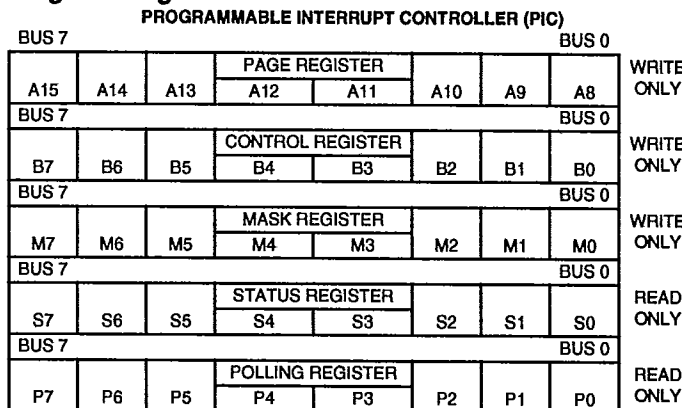 PROGRAMMABLE INTERRUPT CONTROLLER (PIC)
BUS 7 BUS 0
PAGE REGISTER
A15 A14 A13 A12 A11 A10 A9 A8
WRITE
ONLY
BUS 7 BUS 0
CONTROL REGISTER
B7 B6 B5 B4 B3 B2 B1 B0
WRITE
ONLY
BUS 7 BUS 0
MASK REGISTER
M7 M6 M5 M4 M3 M2 M1 M0
WRITE
ONLY
BUS 7 BUS 0
STATUS REGISTER
S7 S6 S5 S4 S3 S2 S1 S0
READ
ONLY
BUS 7 BUS 0
POLLING REGISTER
P7 P6 P5 P4 P3 P2 P1 P0
READ
ONLY